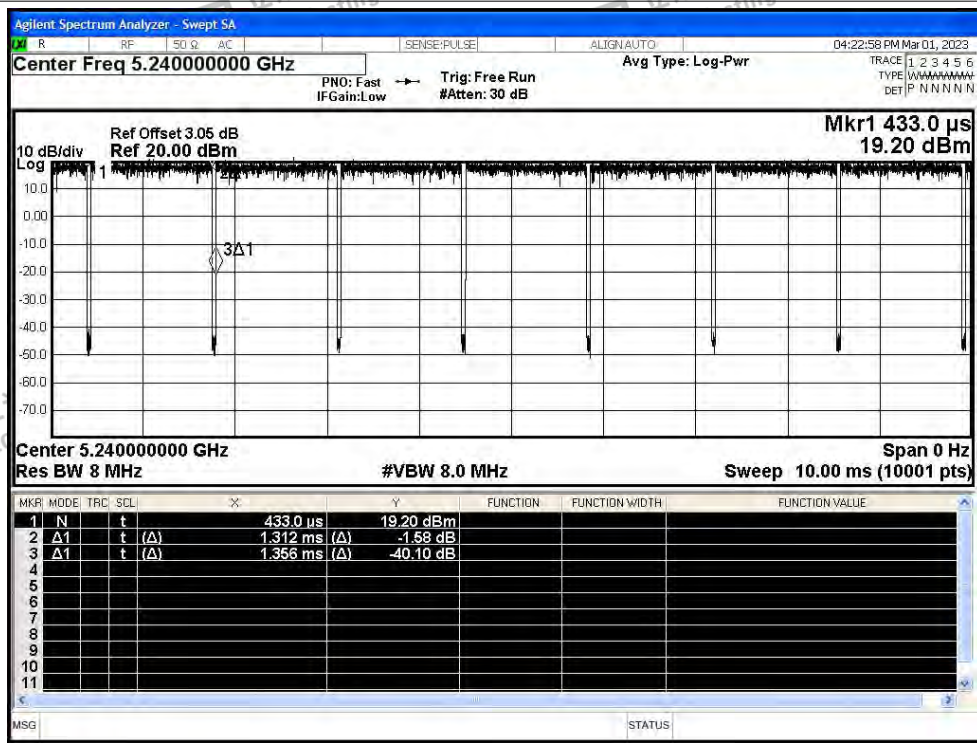 Agilent Spectrum Analyzer - Swept SA
R RF 50 Ω AC SENSE:PULSE ALIGN AUTO 04:22:58 PM Mar 01, 2023
Center Freq 5.240000000 GHz
PNO: Fast
IFGain:Low
Trig: Free Run
#Atten: 30 dB
Avg Type: Log-Pwr
TRACE 1 2 3 4 5 6
TYPE WWWWWW
DET P N N N N N
Mkr1 433.0 µs
19.20 dBm
Ref Offset 3.05 dB
10 dB/div Ref 20.00 dBm
Log
10.0
0.00
-10.0
-20.0
-30.0
-40.0
-50.0
-60.0
-70.0
1
3Δ1
Center 5.240000000 GHz Span 0 Hz
Res BW 8 MHz #VBW 8.0 MHz Sweep 10.00 ms (10001 pts)
MKR MODE TRC SCL X Y FUNCTION FUNCTION WIDTH FUNCTION VALUE
1 N t 433.0 µs 19.20 dBm
2 Δ1 t (Δ) 1.312 ms (Δ) -1.58 dB
3 Δ1 t (Δ) 1.356 ms (Δ) -40.10 dB
4
5
6
7
8
9
10
11
MSG STATUS